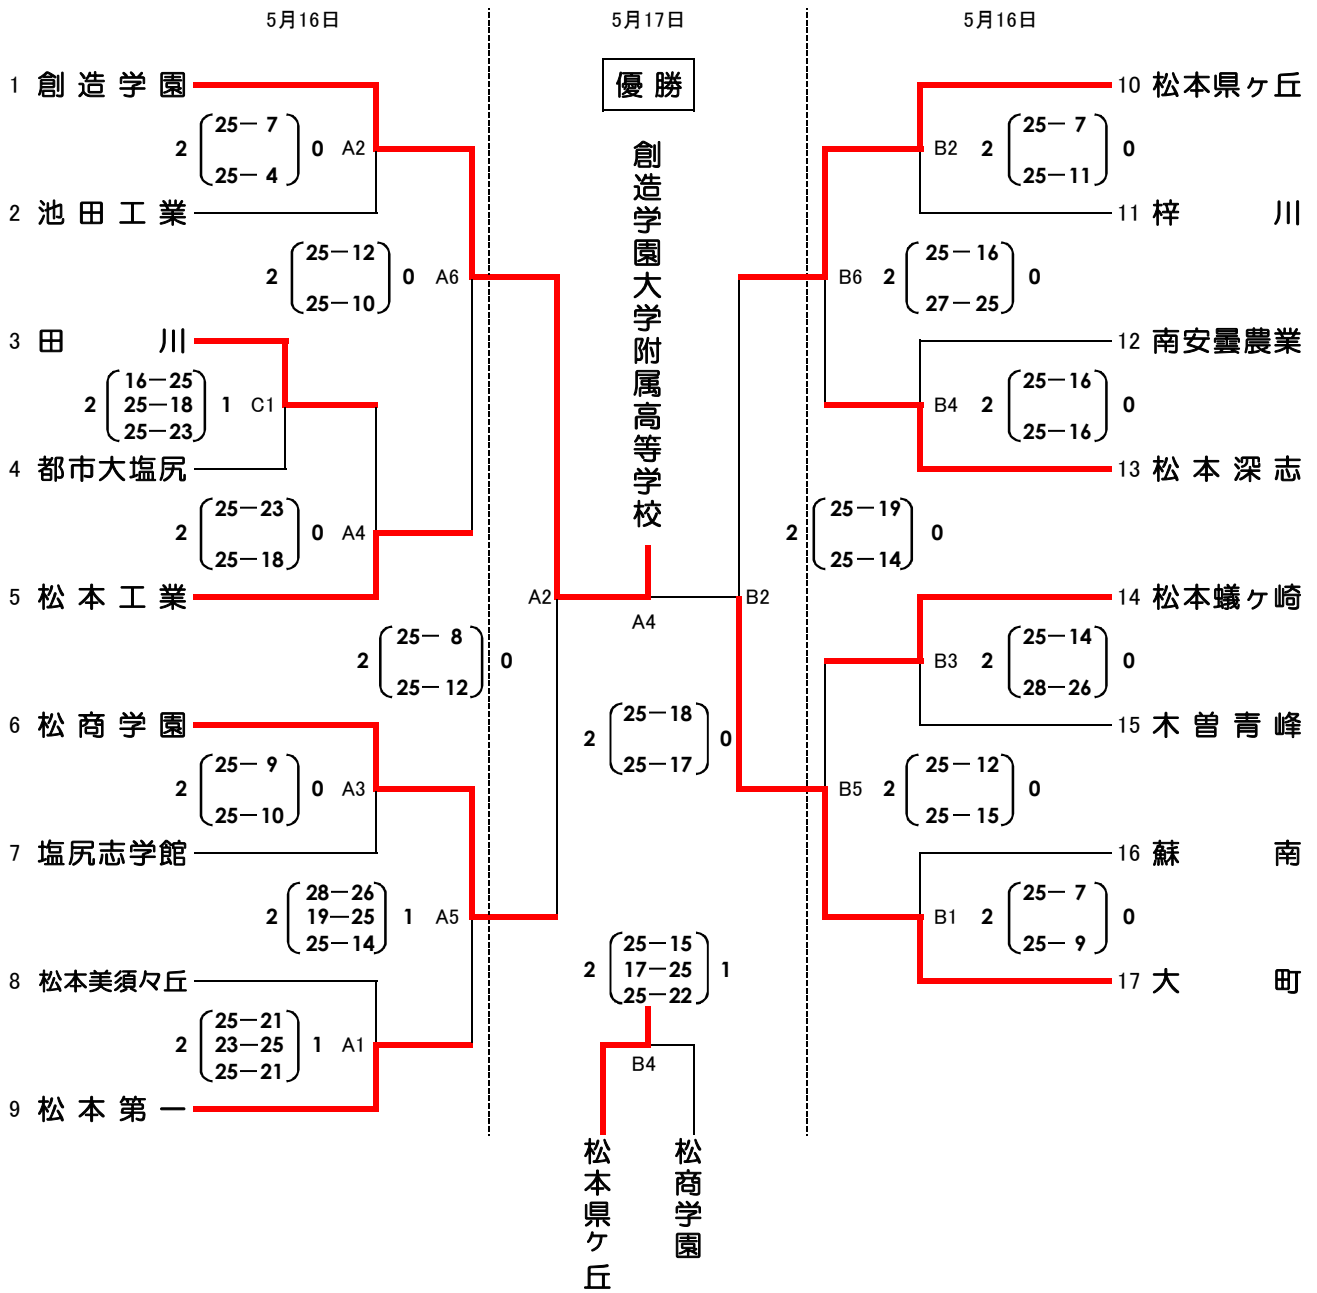 5月16日
5月17日
5月16日
優勝
創造学園大学附属高等学校
1 創造学園
25－ 7
2 0 A2
25－ 4
2 池田工業
25－12
2 0 A6
25－10
3 田川
16－25
2 25－18 1 C1
25－23
4 都市大塩尻
25－23
2 0 A4
25－18
5 松本工業
25－ 8
2 0
25－12
A2
6 松商学園
25－ 9
2 0 A3
25－10
7 塩尻志学館
28－26
2 19－25 1 A5
25－14
8 松本美須々丘
25－21
2 23－25 1 A1
25－21
9 松本第一
A4
25－18
2 0
25－17
25－15
2 17－25 1
25－22
B4
松本県ケ丘
松商学園
10 松本県ヶ丘
25－ 7
B2 2 0
25－11
11 梓川
25－16
B6 2 0
27－25
12 南安曇農業
25－16
B4 2 0
25－16
13 松本深志
25－19
2 0
25－14
B2
14 松本蟻ヶ崎
25－14
B3 2 0
28－26
15 木曽青峰
25－12
B5 2 0
25－15
16 蘇南
25－ 7
B1 2 0
25－ 9
17 大町